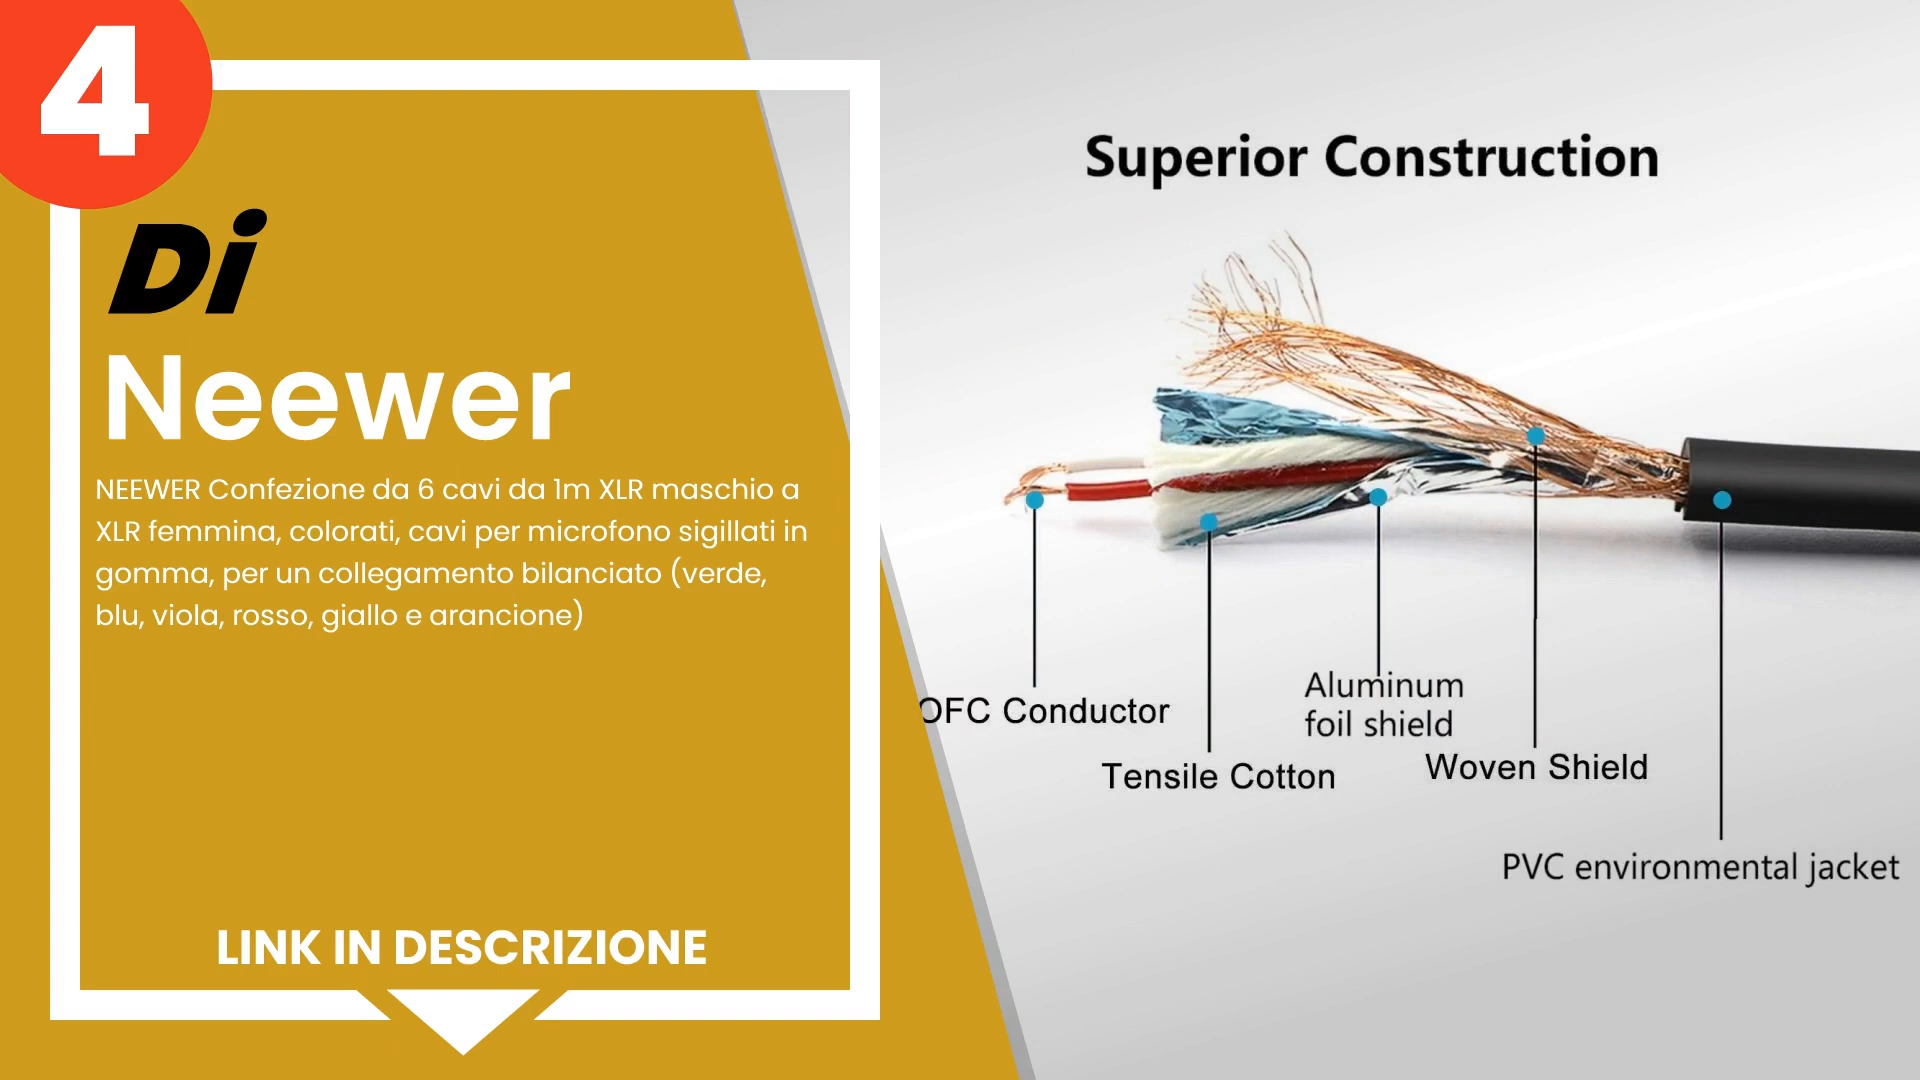 4
Di
Neewer
NEEWER Confezione da 6 cavi da 1m XLR maschio a
XLR femmina, colorati, cavi per microfono sigillati in
gomma, per un collegamento bilanciato (verde,
blu, viola, rosso, giallo e arancione)
LINK IN DESCRIZIONE
Superior Construction
OFC Conductor
Tensile Cotton
Aluminum
foil shield
Woven Shield
PVC environmental jacket